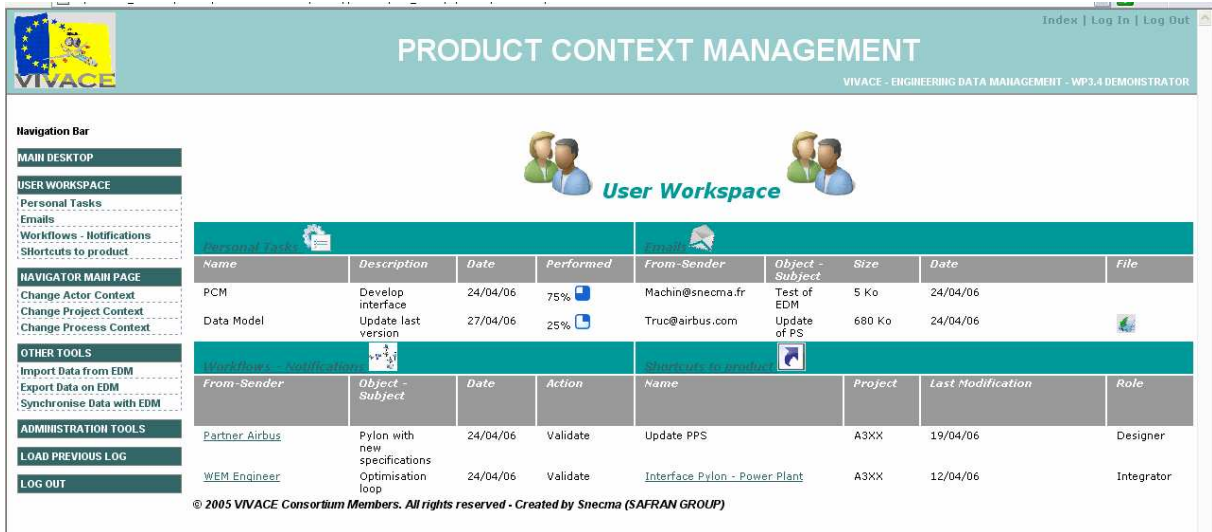 Index | Log In | Log Out
VIVACE
PRODUCT CONTEXT MANAGEMENT
VIVACE - ENGINEERING DATA MANAGEMENT - WP3.4 DEMONSTRATOR
Navigation Bar
MAIN DESKTOP
USER WORKSPACE
Personal Tasks
Emails
Workflows - Notifications
SHortcuts to product
NAVIGATOR MAIN PAGE
Change Actor Context
Change Project Context
Change Process Context
OTHER TOOLS
Import Data from EDM
Export Data on EDM
Synchronise Data with EDM
ADMINISTRATION TOOLS
LOAD PREVIOUS LOG
LOG OUT
User Workspace
Personal Tasks Emails
Name Description Date Performed From-Sender Object - Size Date File
Subject
PCM Develop 24/04/06 75% Machin@snecma.fr Test of 5 Ko 24/04/06
interface EDM
Data Model Update last 27/04/06 25% Truc@airbus.com Update 680 Ko 24/04/06
version of PS
Workflows - Notifications Shortcuts to product
From-Sender Object - Date Action Name Project Last Modification Role
Subject
Partner Airbus Pylon with 24/04/06 Validate Update PPS A3XX 19/04/06 Designer
new
specifications
WEM Engineer Optimisation 24/04/06 Validate Interface Pylon - Power Plant A3XX 12/04/06 Integrator
loop
© 2005 VIVACE Consortium Members. All rights reserved - Created by Snecma (SAFRAN GROUP)